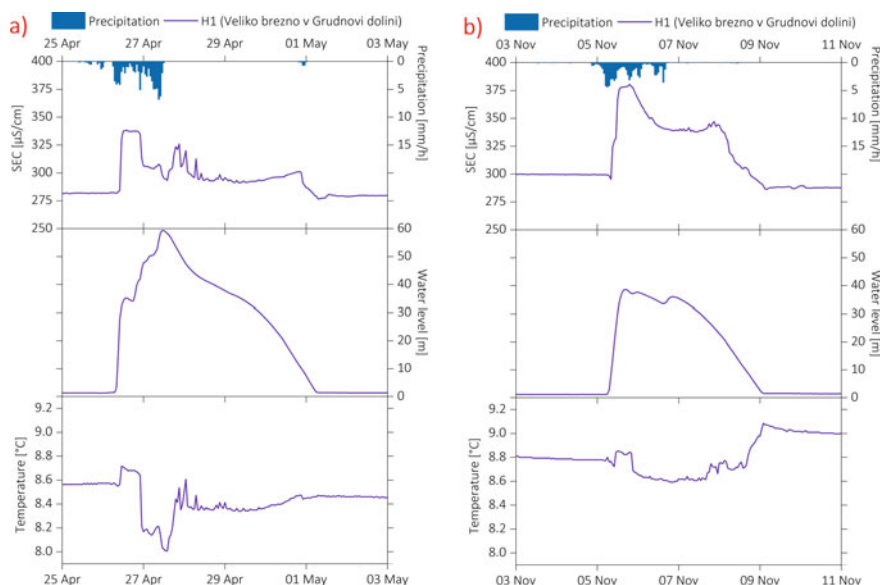 a)
Precipitation
H1 (Veliko brezno v Grudnovi dolini)
25 Apr 27 Apr 29 Apr 01 May 03 May
400 375 350 325 300 275 250
SEC [µS/cm]
0 5 10 15 20
Precipitation [mm/h]
60 50 40 30 20 10 0
Water level [m]
9.2 9.0 8.8 8.6 8.4 8.2 8.0
Temperature [°C]
25 Apr 27 Apr 29 Apr 01 May 03 May
b)
Precipitation
H1 (Veliko brezno v Grudnovi dolini)
03 Nov 05 Nov 07 Nov 09 Nov 11 Nov
400 375 350 325 300 275 250
SEC [µS/cm]
0 5 10 15 20
Precipitation [mm/h]
60 50 40 30 20 10 0
Water level [m]
9.2 9.0 8.8 8.6 8.4 8.2 8.0
Temperature [°C]
03 Nov 05 Nov 07 Nov 09 Nov 11 Nov